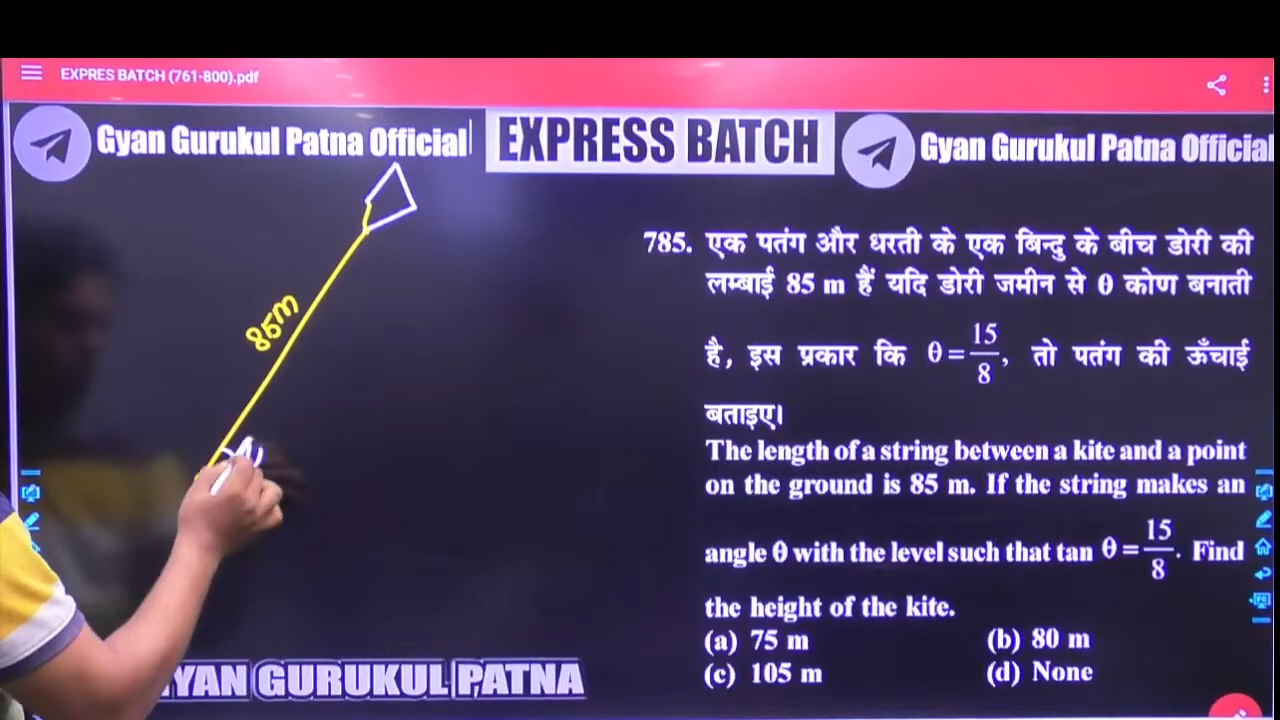 EXPRES BATCH (761-800).pdf
Gyan Gurukul Patna Official
EXPRESS BATCH
Gyan Gurukul Patna Official
85m
785. एक पतंग और धरती के एक बिन्दु के बीच डोरी की
लम्बाई 85 m हैं यदि डोरी जमीन से θ कोण बनाती
है, इस प्रकार कि θ = 15/8, तो पतंग की ऊँचाई
बताइए।
The length of a string between a kite and a point
on the ground is 85 m. If the string makes an
angle θ with the level such that tan θ = 15/8. Find
the height of the kite.
(a) 75 m (b) 80 m
(c) 105 m (d) None
YAN GURUKUL PATNA